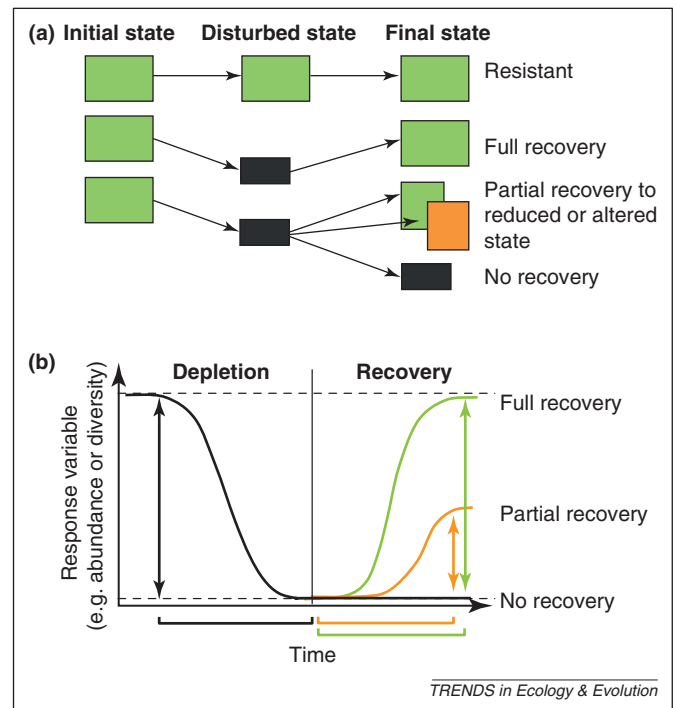 (a) Initial state Disturbed state Final state
Resistant
Full recovery
Partial recovery to
reduced or altered
state
No recovery
(b)
Depletion Recovery
Response variable
(e.g. abundance or diversity)
Full recovery
Partial recovery
No recovery
Time
TRENDS in Ecology & Evolution